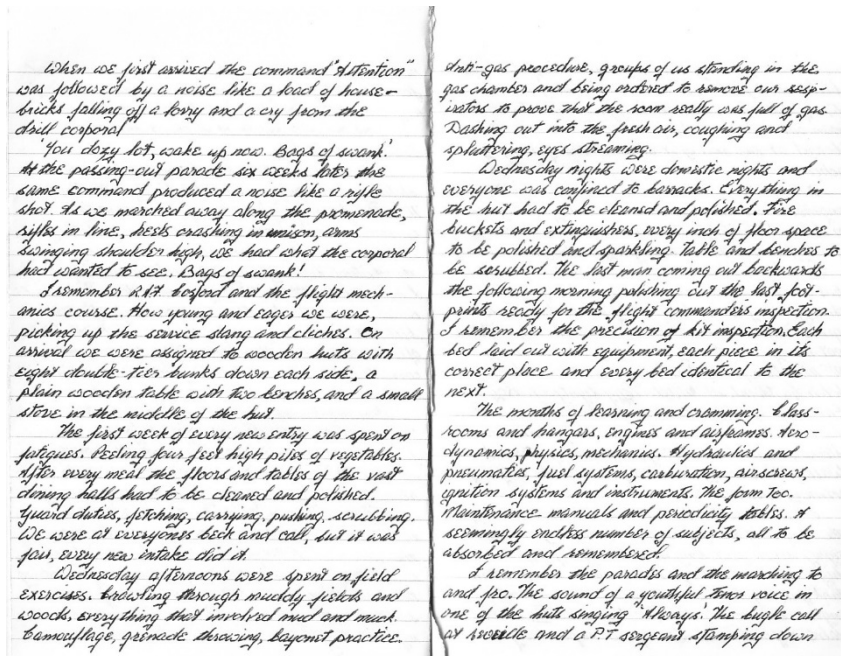 When we first arrived the command "Attention"
was followed by a noise like a load of house-
bricks falling off a lorry and a cry from the
drill corporal
'You dozy lot, wake up now. Bags of swank.'
At the passing-out parade six weeks later the
same command produced a noise like a rifle
shot. As we marched away along the promenade,
rifles in line, heels crashing in unison, arms
swinging shoulder high, we had what the corporal
had wanted to see. Bags of swank!
I remember RAF Cosford and the flight mech-
anics course. How young and eager we were,
picking up the service slang and cliches. On
arrival we were assigned to wooden huts with
eight double-tier bunks down each side, a
plain wooden table with two benches, and a small
stove in the middle of the hut.
The first week of every new entry was spent on
fatigues. Peeling four feet high piles of vegetables.
After every meal the floors and tables of the vast
dining halls had to be cleaned and polished.
Guard duties, fetching, carrying, pushing, scrubbing.
We were at everyones beck and call, but it was
fair, every new intake did it.
Wednesday afternoons were spent on field
exercises. Crawling through muddy fields and
woods, everything that involved mud and muck.
Camouflage, grenade throwing, bayonet practice.
Anti-gas procedure, groups of us standing in the
gas chamber and being ordered to remove our resp-
irators to prove that the room really was full of gas.
Dashing out into the fresh air, coughing and
spluttering, eyes streaming.
Wednesday nights were domestic nights and
everyone was confined to barracks. Everything in
the hut had to be cleaned and polished. Fire
buckets and extinguishers, every inch of floor space
to be polished and sparkling. Table and benches to
be scrubbed. The last man coming out backwards
the following morning polishing out the last foot-
prints ready for the flight commanders inspection.
I remember the precision of kit inspection. Each
bed laid out with equipment, each piece in its
correct place and every bed identical to the
next.
The months of learning and cramming. Class-
rooms and hangars, engines and airframes. Aero-
dynamics, physics, mechanics. Hydraulics and
pneumatics, fuel systems, carburation, airscrews,
ignition systems and instruments. The form 700.
Maintenance manuals and periodicity tables. A
seemingly endless number of subjects, all to be
absorbed and remembered.
I remember the parades and the marching to
and fro. The sound of a youthful tenor voice in
one of the huts singing 'Always'. The bugle call
at reveille and a P.T sergeant stamping down